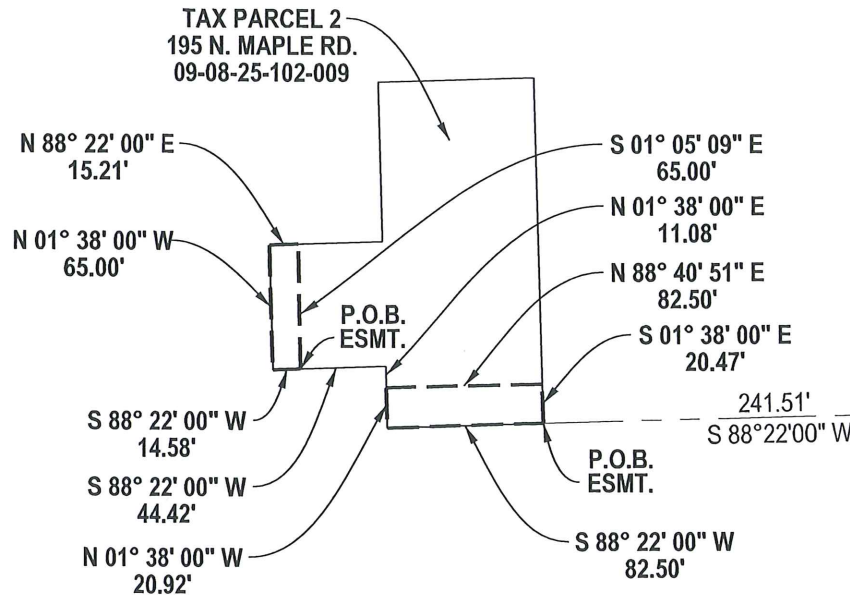 TAX PARCEL 2
195 N. MAPLE RD.
09-08-25-102-009
N 88° 22' 00" E
15.21'
N 01° 38' 00" W
65.00'
S 01° 05' 09" E
65.00'
N 01° 38' 00" E
11.08'
N 88° 40' 51" E
82.50'
S 01° 38' 00" E
20.47'
P.O.B.
ESMT.
241.51'
S 88°22'00" W
S 88° 22' 00" W
14.58'
S 88° 22' 00" W
44.42'
N 01° 38' 00" W
20.92'
P.O.B.
ESMT.
S 88° 22' 00" W
82.50'